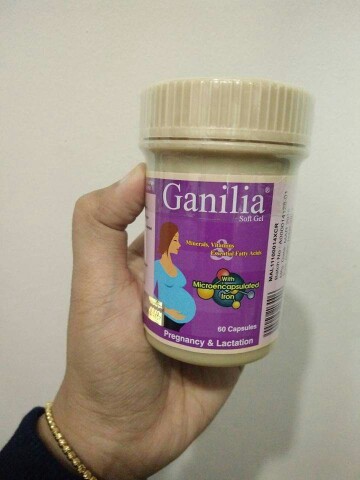 Ganilia®
Soft Gel
Minerals, Vitamins
& Essential Fatty Acids
With
Microencapsulated
Iron
60 Capsules
Pregnancy & Lactation